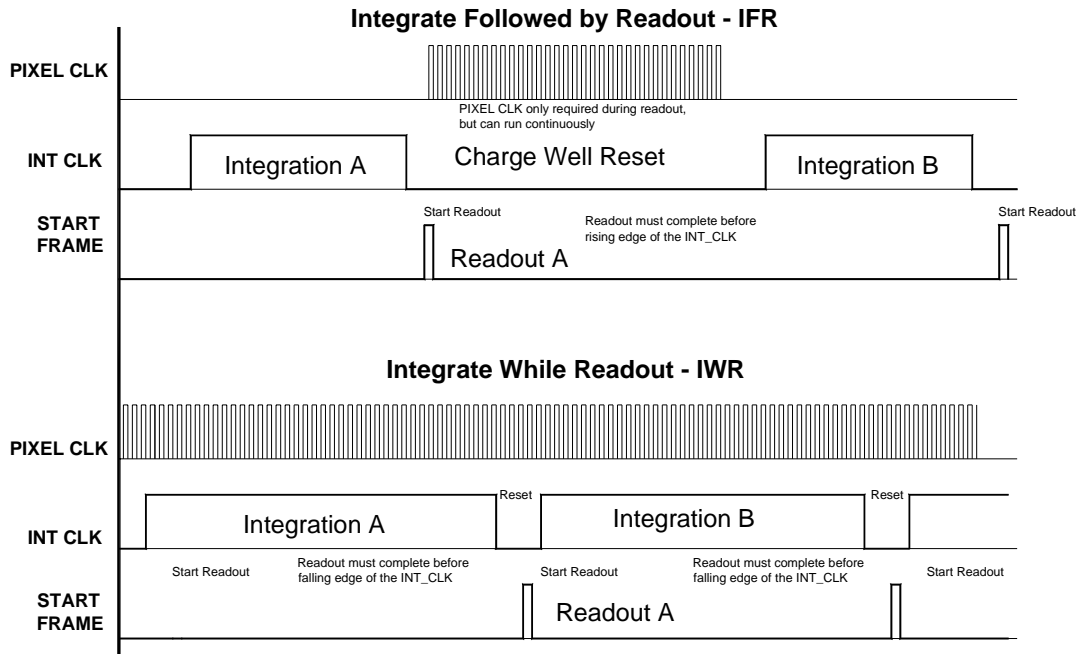 Integrate Followed by Readout - IFR
PIXEL CLK
PIXEL CLK only required during readout,
but can run continuously
INT CLK
Integration A
Charge Well Reset
Integration B
START
FRAME
Start Readout
Readout must complete before
rising edge of the INT_CLK
Start Readout
Readout A
Integrate While Readout - IWR
PIXEL CLK
INT CLK
Integration A
Reset
Integration B
Reset
Start Readout
Readout must complete before
falling edge of the INT_CLK
Start Readout
Readout must complete before
falling edge of the INT_CLK
Start Readout
START
FRAME
Readout A